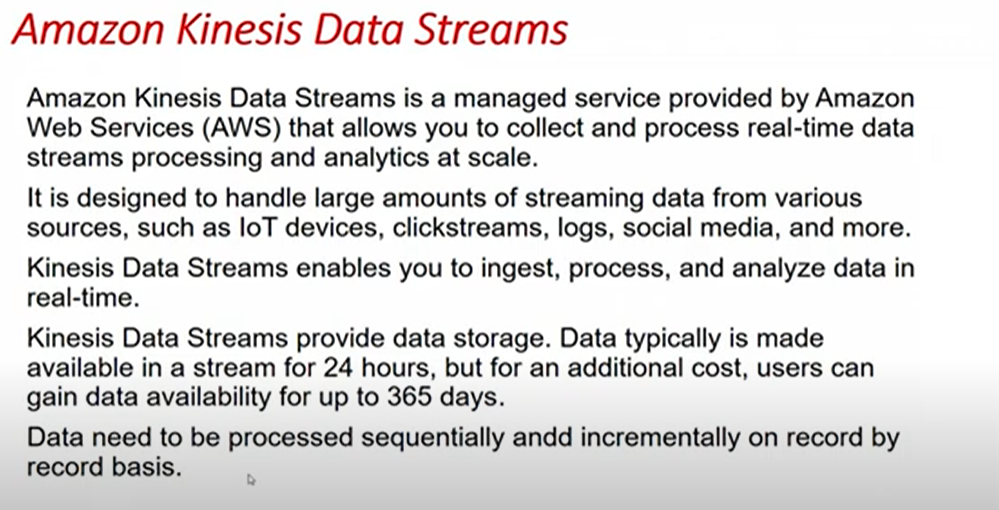 Amazon Kinesis Data Streams
Amazon Kinesis Data Streams is a managed service provided by Amazon
Web Services (AWS) that allows you to collect and process real-time data
streams processing and analytics at scale.
It is designed to handle large amounts of streaming data from various
sources, such as IoT devices, clickstreams, logs, social media, and more.
Kinesis Data Streams enables you to ingest, process, and analyze data in
real-time.
Kinesis Data Streams provide data storage. Data typically is made
available in a stream for 24 hours, but for an additional cost, users can
gain data availability for up to 365 days.
Data need to be processed sequentially andd incrementally on record by
record basis.